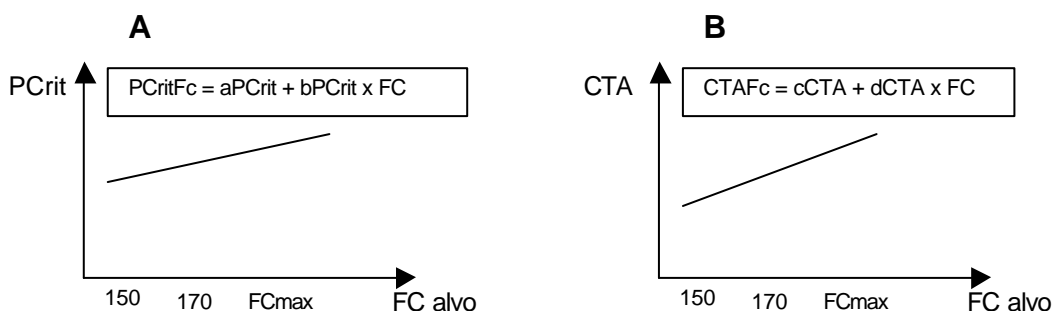 A
PCrit
PCritFc = aPCrit + bPCrit x FC
150 170 FCmax FC alvo
B
CTA
CTAFc = cCTA + dCTA x FC
150 170 FCmax FC alvo